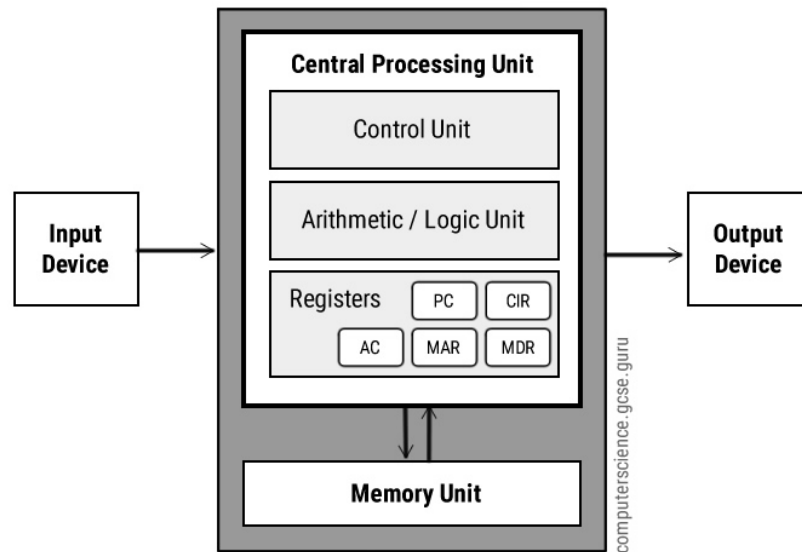 Central Processing Unit
Control Unit
Arithmetic / Logic Unit
Registers
PC
CIR
AC
MAR
MDR
Input
Device
Output
Device
Memory Unit
computerscience.gcse.guru